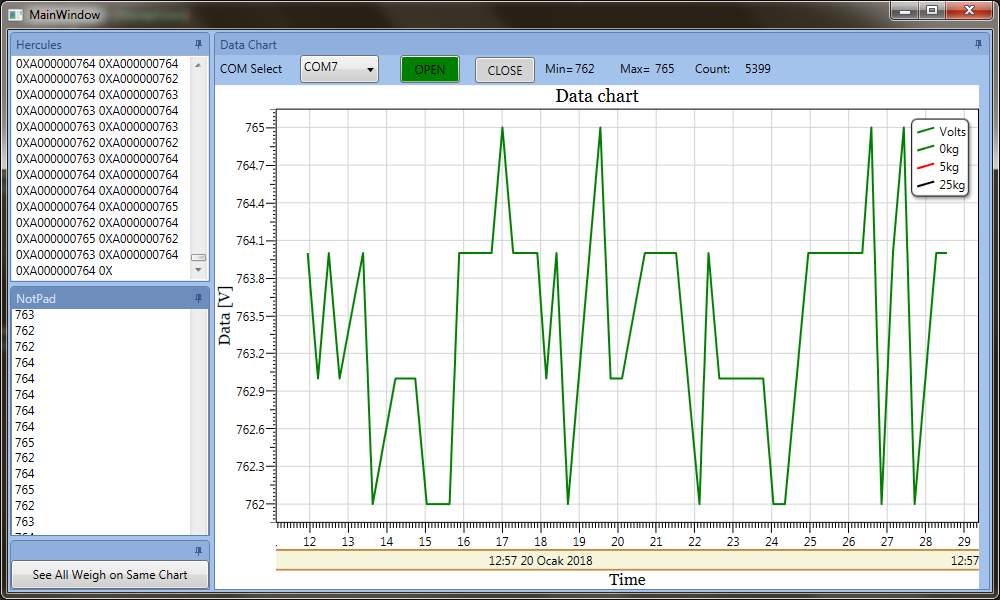 MainWindow
Hercules
0XA000000764 0XA000000764
0XA000000763 0XA000000762
0XA000000764 0XA000000763
0XA000000763 0XA000000764
0XA000000763 0XA000000763
0XA000000762 0XA000000762
0XA000000763 0XA000000764
0XA000000764 0XA000000764
0XA000000764 0XA000000764
0XA000000764 0XA000000765
0XA000000762 0XA000000764
0XA000000765 0XA000000762
0XA000000763 0XA000000764
0XA000000764 0X
NotPad
763
762
762
764
764
764
764
764
765
762
764
765
762
763
See All Weigh on Same Chart
Data Chart
COM Select COM7 OPEN CLOSE Min= 762 Max= 765 Count: 5399
Data chart
Volts
0kg
5kg
25kg
Data [V]
765
764.7
764.4
764.1
763.8
763.5
763.2
762.9
762.6
762.3
762
12 13 14 15 16 17 18 19 20 21 22 23 24 25 26 27 28 29
12:57 20 Ocak 2018 12:57
Time